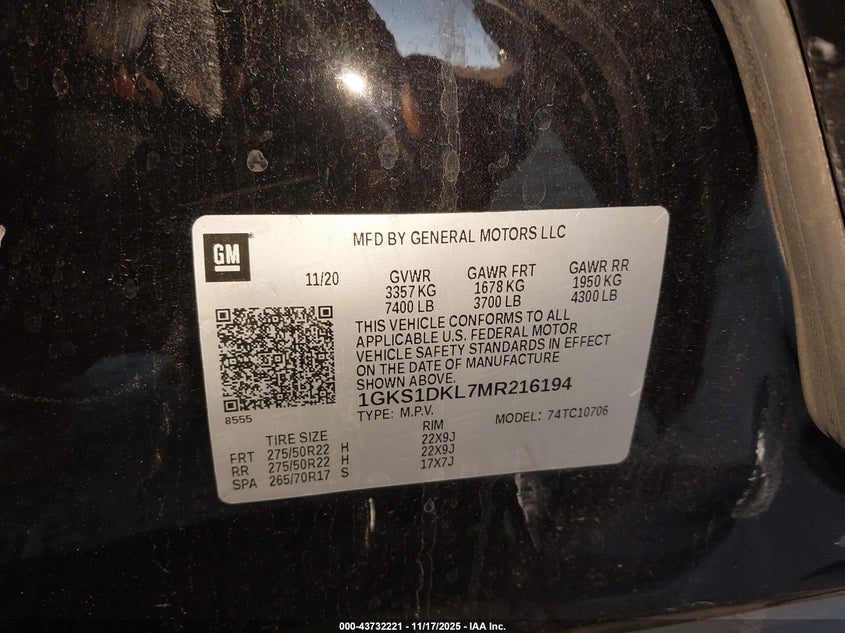 GM
MFD BY GENERAL MOTORS LLC
11/20 GVWR GAWR FRT GAWR RR
3357 KG 1678 KG 1950 KG
7400 LB 3700 LB 4300 LB
THIS VEHICLE CONFORMS TO ALL
APPLICABLE U.S. FEDERAL MOTOR
VEHICLE SAFETY STANDARDS IN EFFECT
ON THE DATE OF MANUFACTURE
SHOWN ABOVE.
1GKS1DKL7MR216194
8555
TYPE: M.P.V. MODEL: 74TC10706
TIRE SIZE RIM
FRT 275/50R22 H 22X9J
RR 275/50R22 H 22X9J
SPA 265/70R17 S 17X7J
000-43732221 - 11/17/2025 - IAA Inc.